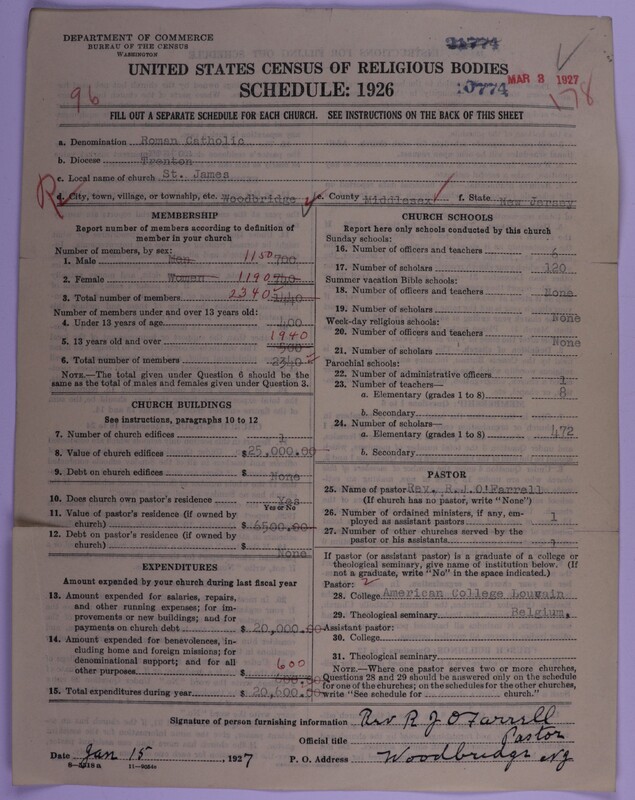 DEPARTMENT OF COMMERCE
BUREAU OF THE CENSUS
WASHINGTON
UNITED STATES CENSUS OF RELIGIOUS BODIES
SCHEDULE: 1926
MAR 3 1927
10774
96
178
FILL OUT A SEPARATE SCHEDULE FOR EACH CHURCH. SEE INSTRUCTIONS ON THE BACK OF THIS SHEET
a. Denomination Roman Catholic
b. Diocese Trenton
c. Local name of church St. James
d. City, town, village, or township, etc. Woodbridge e. County Middlesex f. State New Jersey
MEMBERSHIP
Report number of members according to definition of
member in your church
Number of members, by sex:
1. Male Men 1150 700
2. Female Women 1190 740
3. Total number of members 2340 1440
Number of members under and over 13 years old:
4. Under 13 years of age 400
5. 13 years old and over 1940
6. Total number of members 2340
NOTE.—The total given under Question 6 should be the
same as the total of males and females given under Question 3.
CHURCH BUILDINGS
See instructions, paragraphs 10 to 12
7. Number of church edifices 1
8. Value of church edifices $25,000.00
9. Debt on church edifices $ None
10. Does church own pastor's residence Yes
Yes or No
11. Value of pastor's residence (if owned by
church) $ 6500.00
12. Debt on pastor's residence (if owned by
church) $ None
EXPENDITURES
Amount expended by your church during last fiscal year
13. Amount expended for salaries, repairs,
and other running expenses; for im-
provements or new buildings; and for
payments on church debt $ 20,000.00
14. Amount expended for benevolences, in-
cluding home and foreign missions; for
denominational support; and for all
other purposes 600
15. Total expenditures during year $ 20,600.00
CHURCH SCHOOLS
Report here only schools conducted by this church
Sunday schools:
16. Number of officers and teachers 6
17. Number of scholars 120
Summer vacation Bible schools:
18. Number of officers and teachers None
19. Number of scholars None
Week-day religious schools:
20. Number of officers and teachers None
21. Number of scholars
Parochial schools:
22. Number of administrative officers 1
23. Number of teachers—
a. Elementary (grades 1 to 8) 8
b. Secondary
24. Number of scholars—
a. Elementary (grades 1 to 8) 472
b. Secondary
PASTOR
25. Name of pastor Rev. R.J. O'Farrell
(If church has no pastor, write "None")
26. Number of ordained ministers, if any, em-
ployed as assistant pastors 1
27. Number of other churches served by the
pastor or his assistants
If pastor (or assistant pastor) is a graduate of a college or
theological seminary, give name of institution below. (If
not a graduate, write "No" in the space indicated.)
Pastor:
28. College American College Louvain
29. Theological seminary Belgium,
Assistant pastor:
30. College
31. Theological seminary
NOTE.—Where one pastor serves two or more churches,
Questions 28 and 29 should be answered only on the schedule
for one of the churches; on the schedules for the other churches,
write "See schedule for church."
Signature of person furnishing information Rev R J O'Farrell
Official title Pastor
Date Jan 15, 1927 P. O. Address Woodbridge NJ